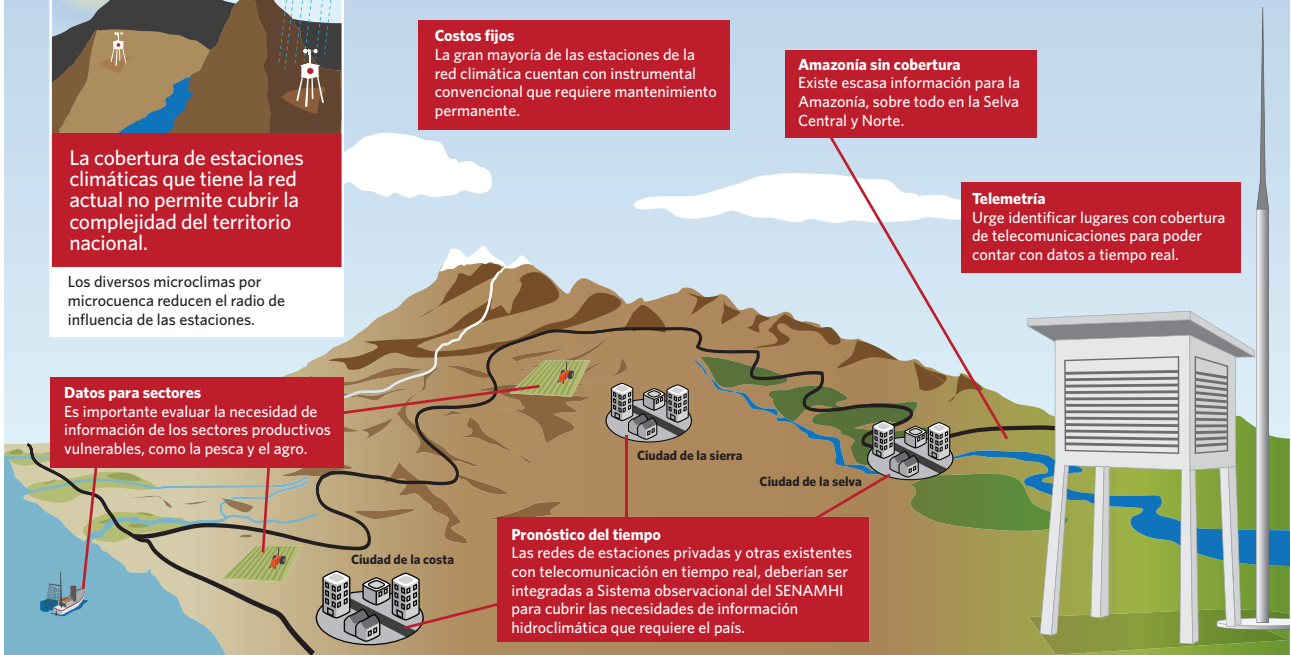 La cobertura de estaciones
climáticas que tiene la red
actual no permite cubrir la
complejidad del territorio
nacional.
Los diversos microclimas por
microcuenca reducen el radio de
influencia de las estaciones.
Costos fijos
La gran mayoría de las estaciones de la
red climática cuentan con instrumental
convencional que requiere mantenimiento
permanente.
Amazonía sin cobertura
Existe escasa información para la
Amazonía, sobre todo en la Selva
Central y Norte.
Telemetría
Urge identificar lugares con cobertura
de telecomunicaciones para poder
contar con datos a tiempo real.
Datos para sectores
Es importante evaluar la necesidad de
información de los sectores productivos
vulnerables, como la pesca y el agro.
Ciudad de la sierra
Ciudad de la selva
Ciudad de la costa
Pronóstico del tiempo
Las redes de estaciones privadas y otras existentes
con telecomunicación en tiempo real, deberían ser
integradas a Sistema observacional del SENAMHI
para cubrir las necesidades de información
hidroclimática que requiere el país.